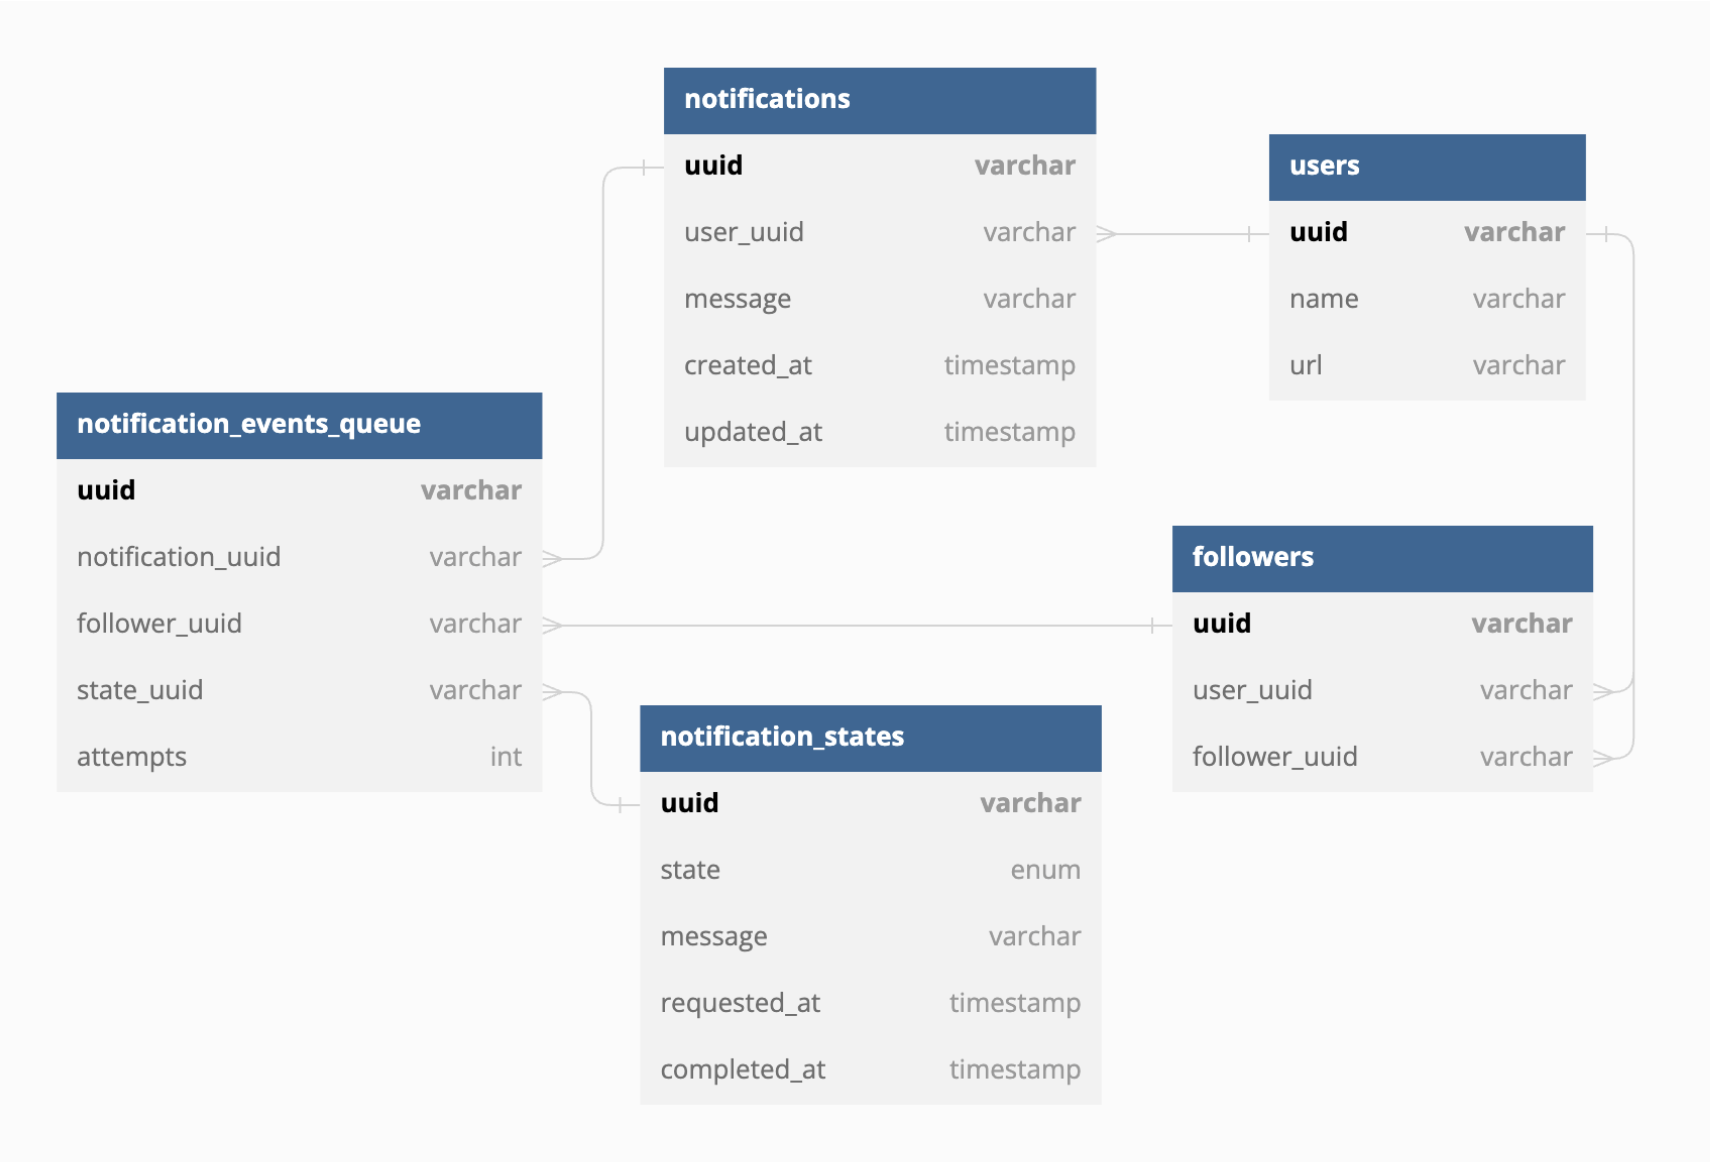 notifications
uuid varchar
user_uuid varchar
message varchar
created_at timestamp
updated_at timestamp
users
uuid varchar
name varchar
url varchar
notification_events_queue
uuid varchar
notification_uuid varchar
follower_uuid varchar
state_uuid varchar
attempts int
followers
uuid varchar
user_uuid varchar
follower_uuid varchar
notification_states
uuid varchar
state enum
message varchar
requested_at timestamp
completed_at timestamp